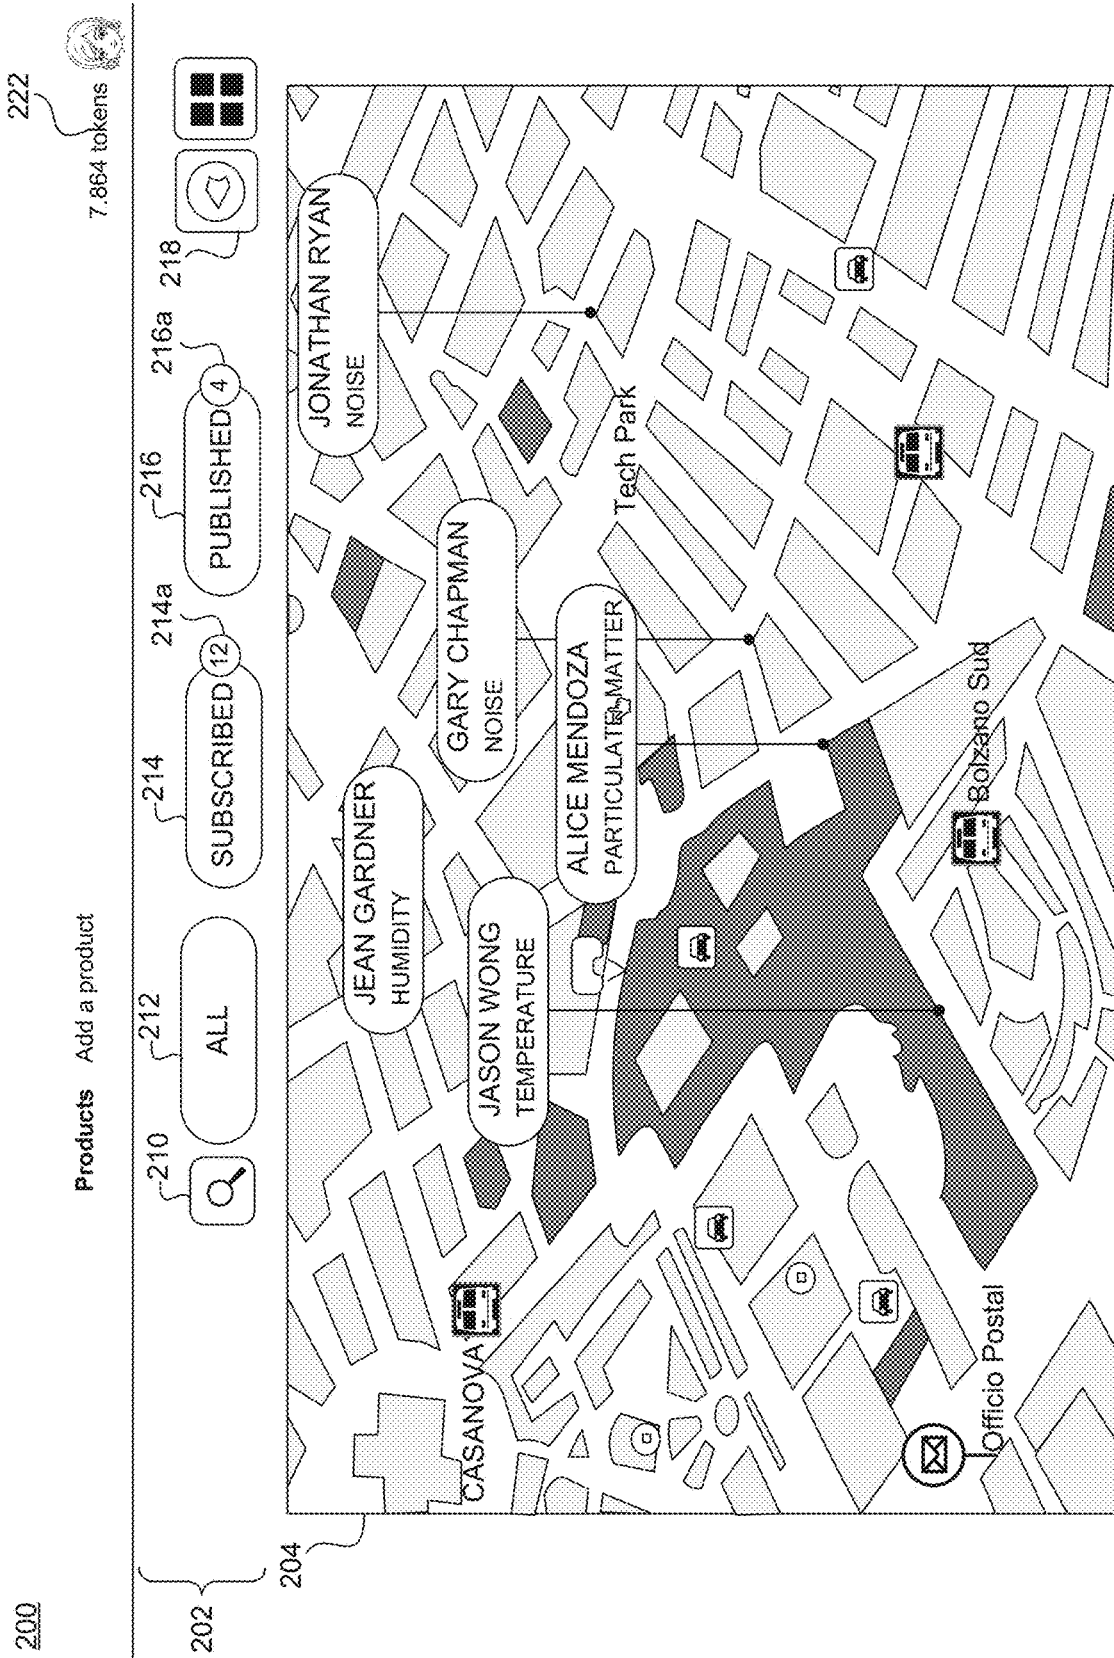 200
222
Products Add a product
7.864 tokens
202
210
212
214
214a
216
216a
218
ALL
SUBSCRIBED 12
PUBLISHED 4
204
JONATHAN RYAN
NOISE
JEAN GARDNER
HUMIDITY
GARY CHAPMAN
NOISE
JASON WONG
TEMPERATURE
ALICE MENDOZA
PARTICULATE MATTER
CASANOVA
Tech Park
Bolzano Sud
Officio Postal